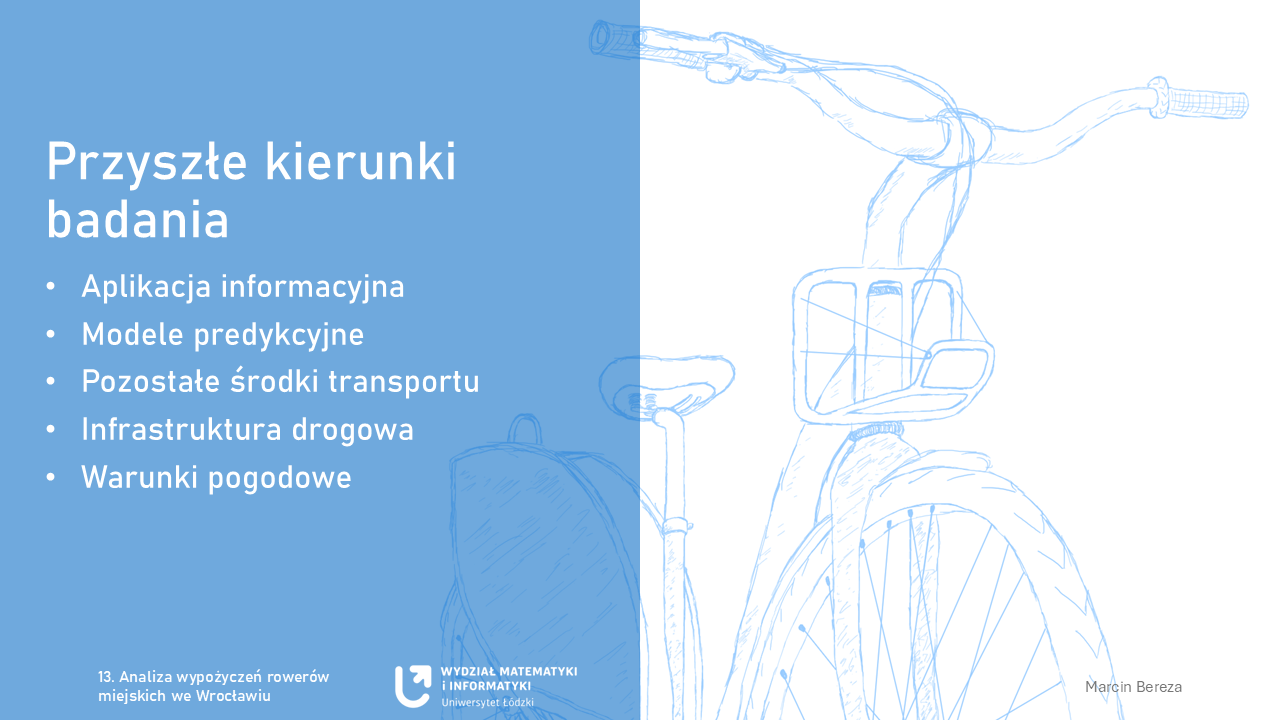 Przyszłe kierunki
badania
• Aplikacja informacyjna
• Modele predykcyjne
• Pozostałe środki transportu
• Infrastruktura drogowa
• Warunki pogodowe
13. Analiza wypożyczeń rowerów
miejskich we Wrocławiu
WYDZIAŁ MATEMATYKI
i INFORMATYKI
Uniwersytet Łódzki
Marcin Bereza